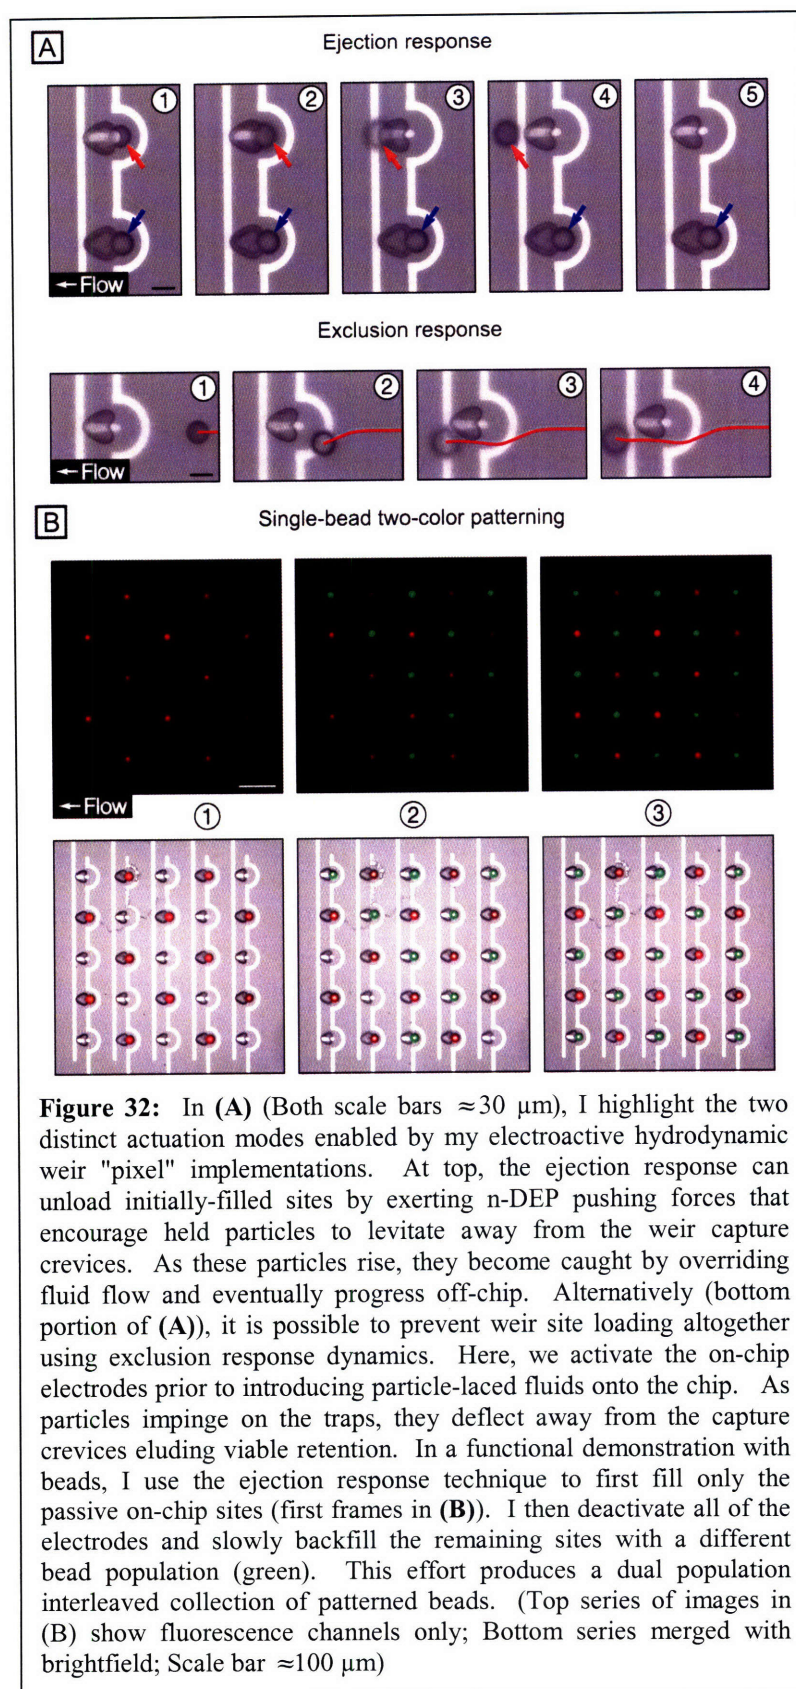 A
Ejection response
1 2 3 4 5
←Flow
Exclusion response
1 2 3 4
←Flow
B
Single-bead two-color patterning
←Flow
① ② ③
Figure 32: In (A) (Both scale bars ≈30 μm), I highlight the two
distinct actuation modes enabled by my electroactive hydrodynamic
weir "pixel" implementations. At top, the ejection response can
unload initially-filled sites by exerting n-DEP pushing forces that
encourage held particles to levitate away from the weir capture
crevices. As these particles rise, they become caught by overriding
fluid flow and eventually progress off-chip. Alternatively (bottom
portion of (A)), it is possible to prevent weir site loading altogether
using exclusion response dynamics. Here, we activate the on-chip
electrodes prior to introducing particle-laced fluids onto the chip. As
particles impinge on the traps, they deflect away from the capture
crevices eluding viable retention. In a functional demonstration with
beads, I use the ejection response technique to first fill only the
passive on-chip sites (first frames in (B)). I then deactivate all of the
electrodes and slowly backfill the remaining sites with a different
bead population (green). This effort produces a dual population
interleaved collection of patterned beads. (Top series of images in
(B) show fluorescence channels only; Bottom series merged with
brightfield; Scale bar ≈100 μm)